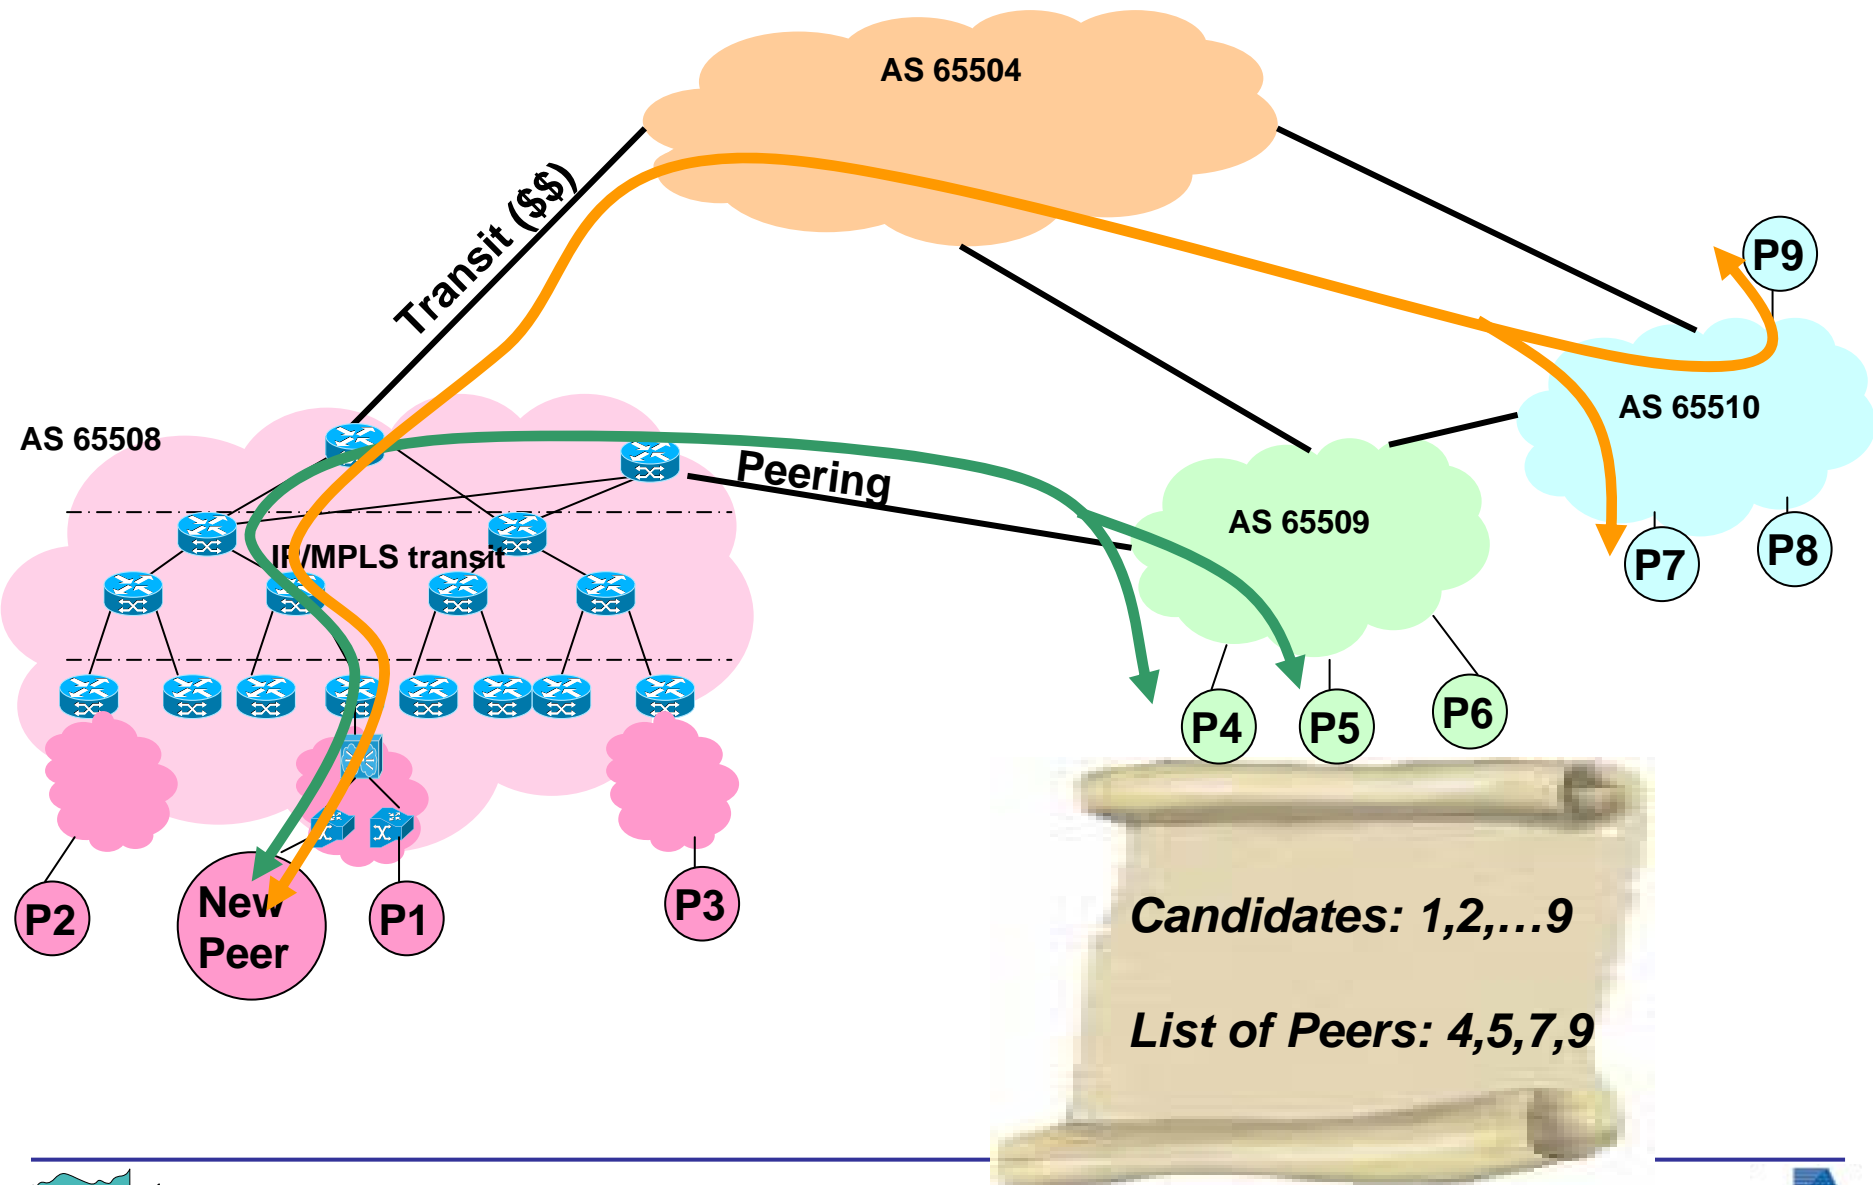 AS 65504
Transit ($$)
P9
AS 65510
AS 65508
Peering
AS 65509
IP/MPLS transit
P7
P8
P4
P5
P6
P2
New
Peer
P1
P3
Candidates: 1,2,…9
List of Peers: 4,5,7,9